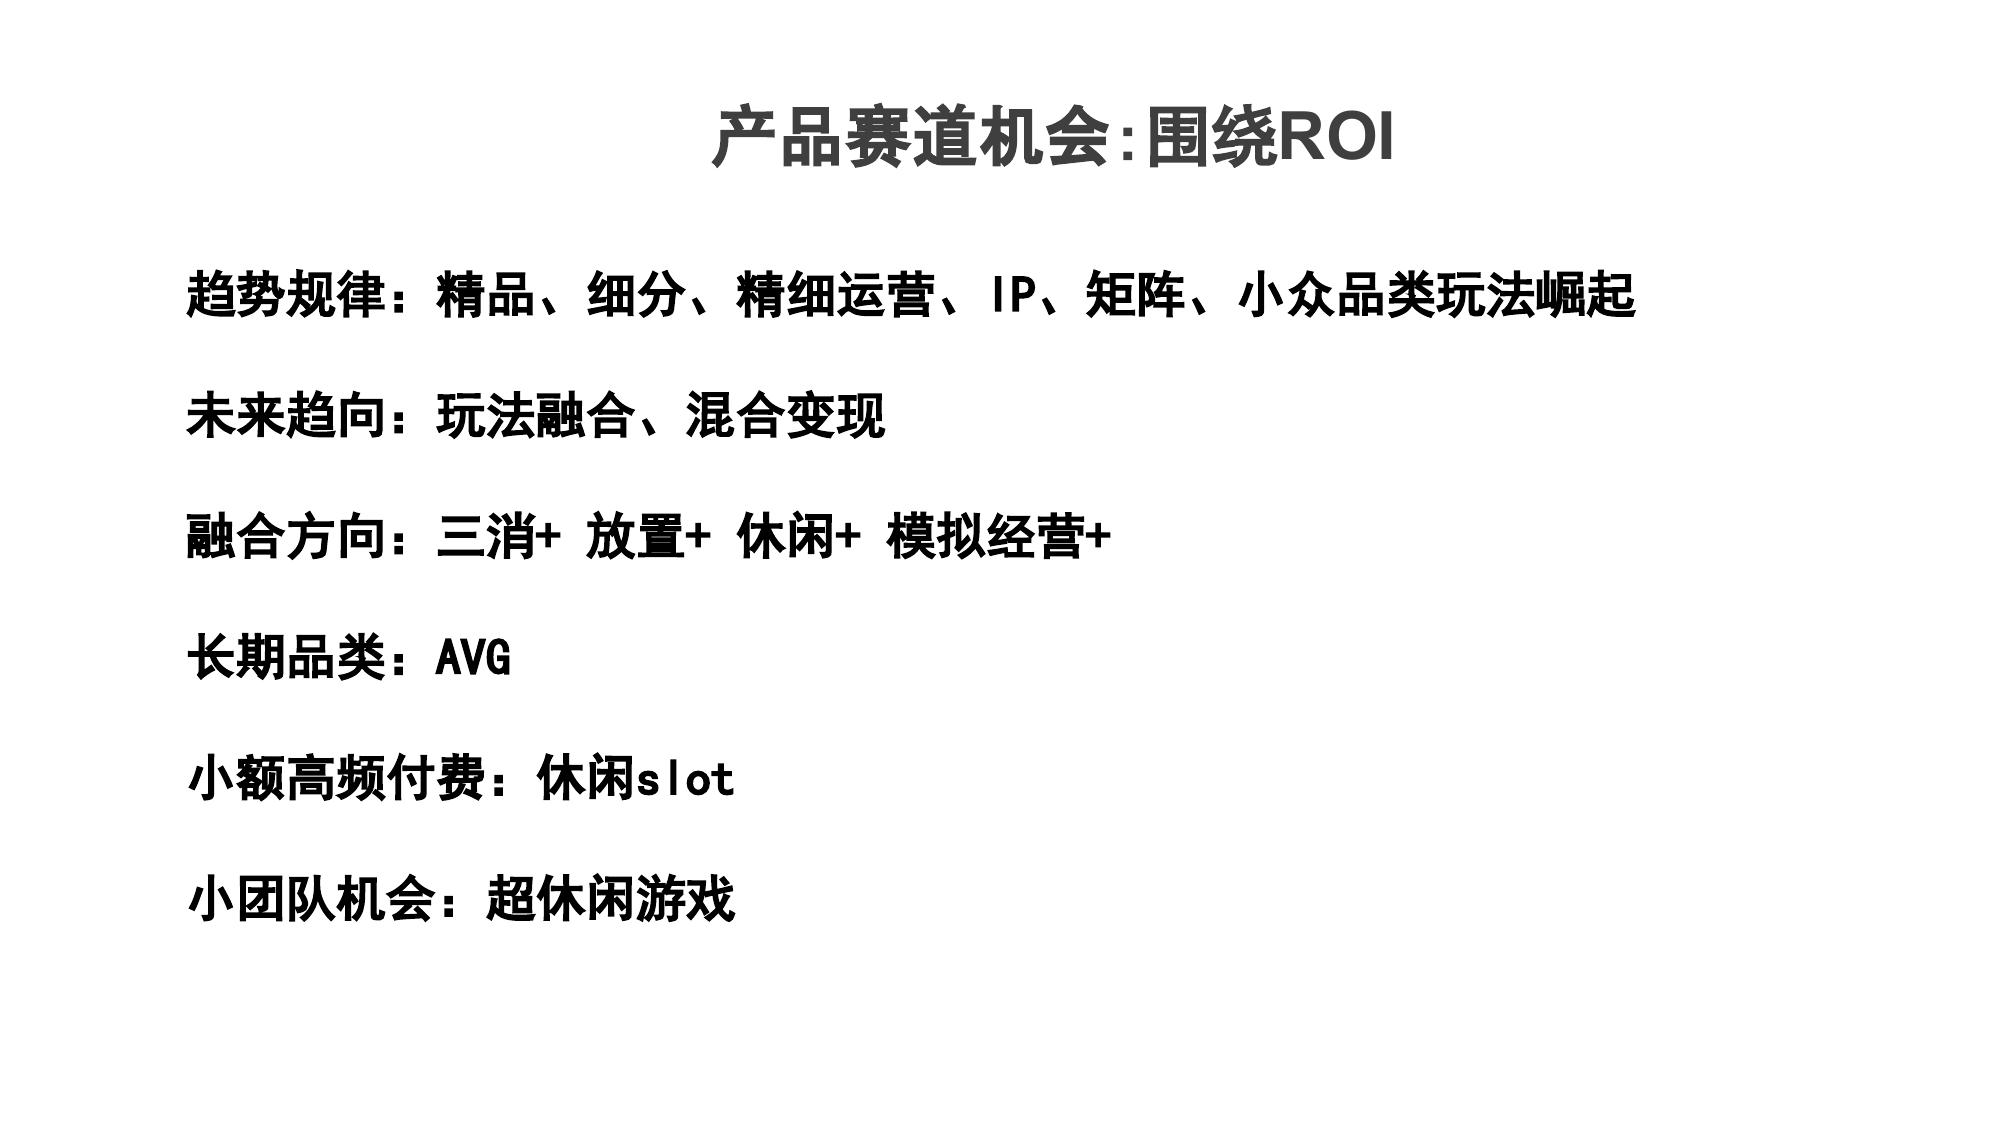 产品赛道机会:围绕ROI
趋势规律：精品、细分、精细运营、IP、矩阵、小众品类玩法崛起
未来趋向：玩法融合、混合变现
融合方向：三消+ 放置+ 休闲+ 模拟经营+
长期品类：AVG
小额高频付费：休闲slot
小团队机会：超休闲游戏